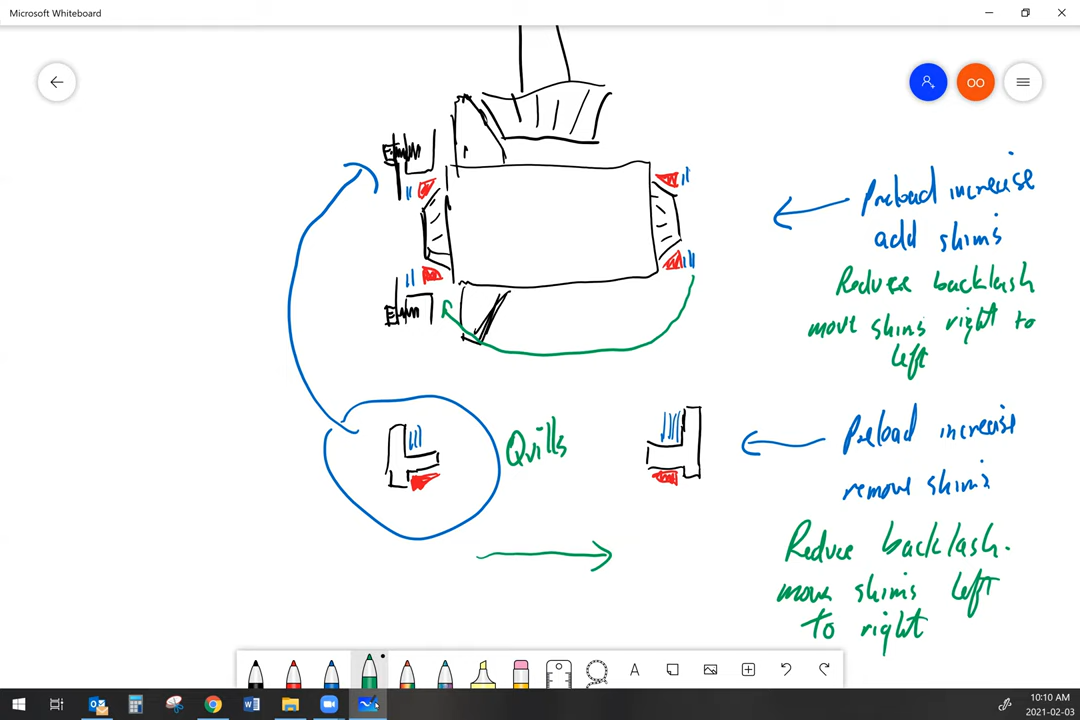 Microsoft Whiteboard
OO
Preload increase
add shims
Reduce backlash
move shims right to
left
Quills
Preload increase
remove shims
Reduce backlash.
move shims left
to right
A
10:10 AM
2021-02-03